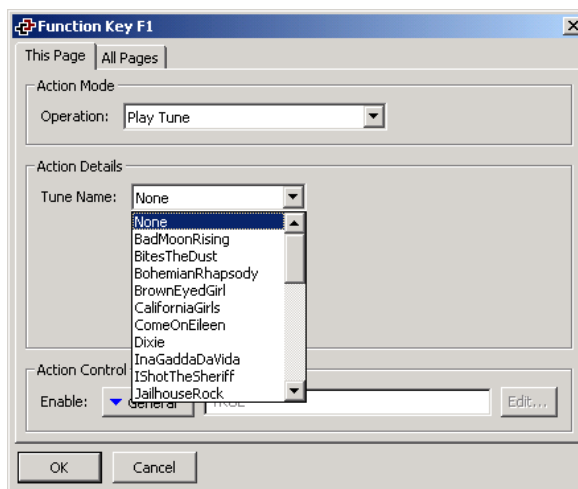 Function Key F1
This Page All Pages
Action Mode
Operation: Play Tune
Action Details
Tune Name: None
None
BadMoonRising
BitesTheDust
BohemianRhapsody
BrownEyedGirl
CaliforniaGirls
ComeOnEileen
Dixie
InaGaddaDaVida
IShotTheSheriff
JailhouseRock
Action Control
Enable: General TRUE Edit...
OK Cancel